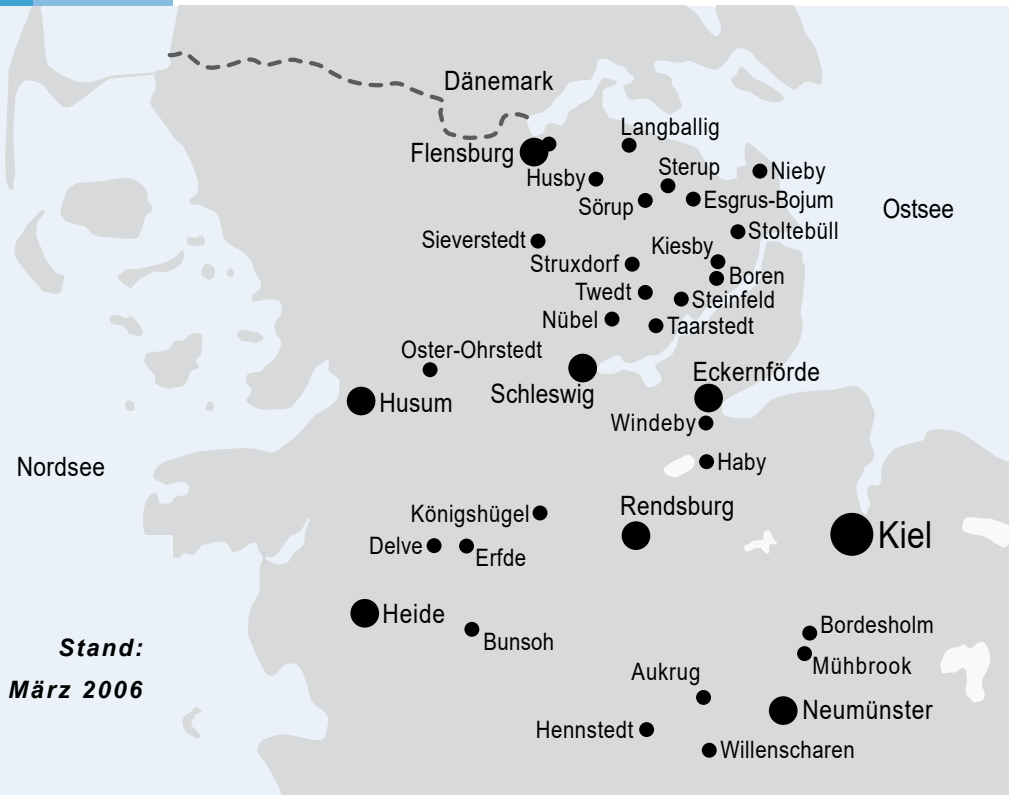 Dänemark
Langballig
Flensburg
Sterup
Nieby
Husby
Esgrus-Bojum
Sörup
Ostsee
Stoltebüll
Sieverstedt
Kiesby
Struxdorf
Boren
Twedt
Steinfeld
Nübel
Taarstedt
Oster-Ohrstedt
Eckernförde
Schleswig
Husum
Windeby
Haby
Nordsee
Rendsburg
Königshügel
Kiel
Delve
Erfde
Heide
Bordesholm
Bunsoh
Stand:
März 2006
Mühbrook
Aukrug
Neumünster
Hennstedt
Willenscharen